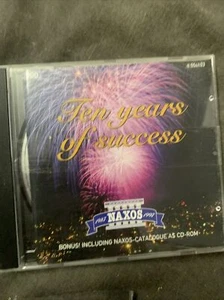 Ten years
of success
NAXOS
1987 1997
BONUS! INCLUDING NAXOS-CATALOGUE AS CD-ROM